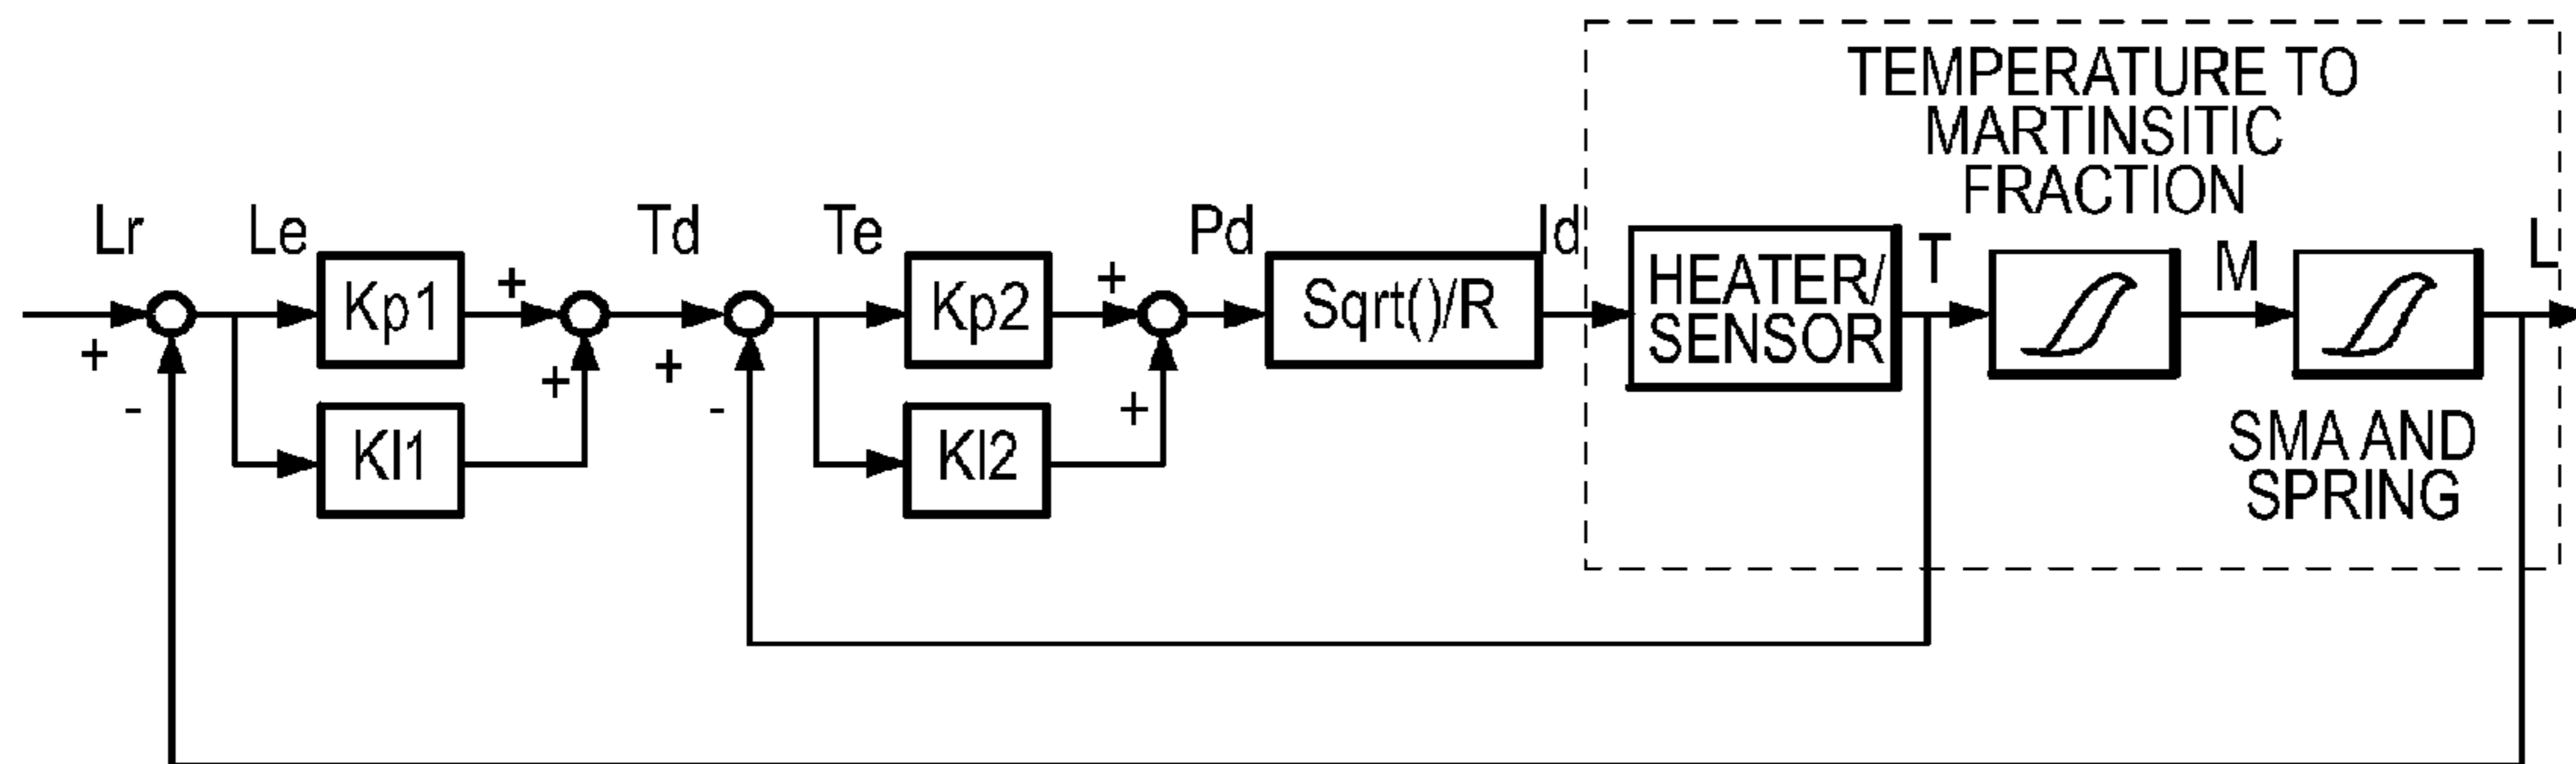 TEMPERATURE TO
MARTINSITIC
FRACTION
Lr
Le
Td
Te
Pd
Id
T
M
L
Kp1
+
Kp2
+
Sqrt()/R
HEATER/
SENSOR
+
-
+
+
-
+
KI1
KI2
SMA AND
SPRING